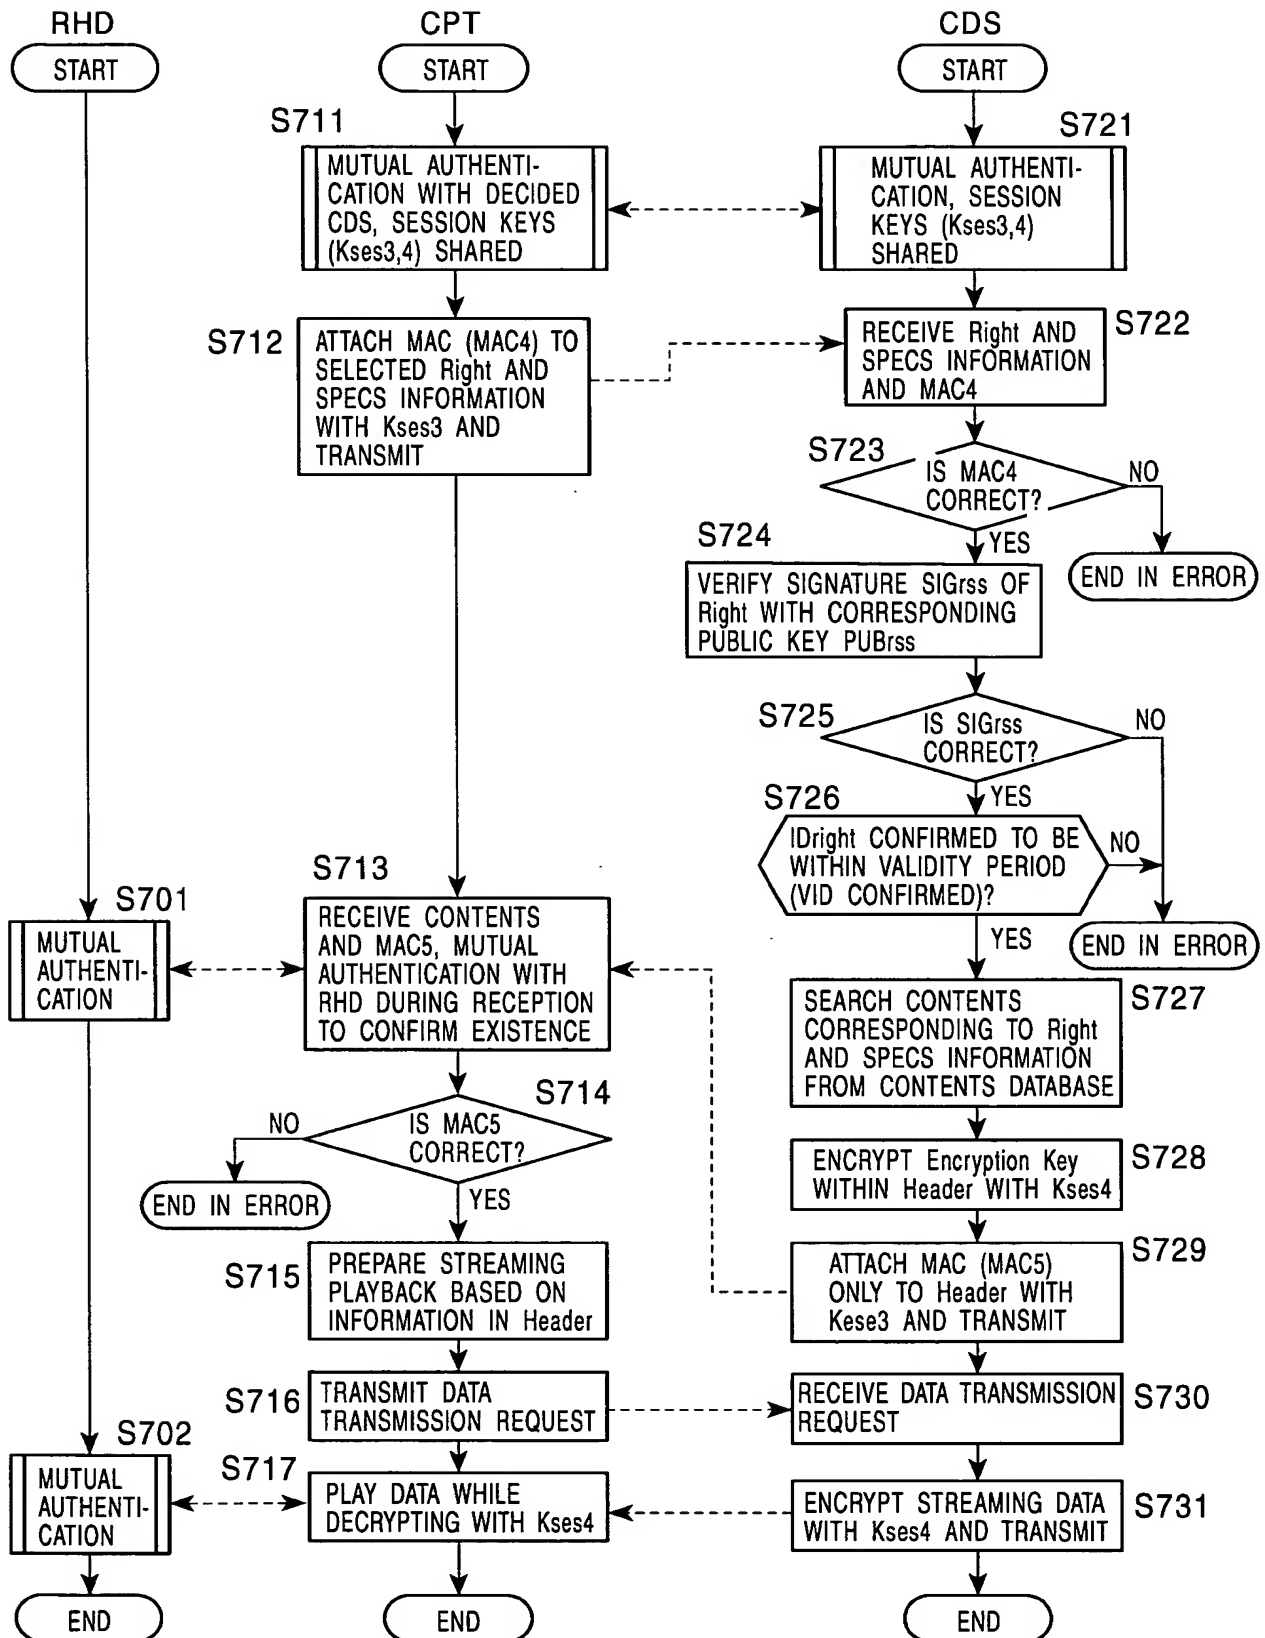 RHD
START
CPT
START
CDS
START
S711
MUTUAL AUTHENTI-
CATION WITH DECIDED
CDS, SESSION KEYS
(Kses3,4) SHARED
S721
MUTUAL AUTHENTI-
CATION, SESSION
KEYS (Kses3,4)
SHARED
S712
ATTACH MAC (MAC4) TO
SELECTED Right AND
SPECS INFORMATION
WITH Kses3 AND
TRANSMIT
S722
RECEIVE Right AND
SPECS INFORMATION
AND MAC4
S723
IS MAC4
CORRECT?
NO
YES
END IN ERROR
S724
VERIFY SIGNATURE SIGrss OF
Right WITH CORRESPONDING
PUBLIC KEY PUBrss
S725
IS SIGrss
CORRECT?
NO
YES
S726
IDright CONFIRMED TO BE
WITHIN VALIDITY PERIOD
(VID CONFIRMED)?
NO
YES
END IN ERROR
S701
MUTUAL
AUTHENTI-
CATION
S713
RECEIVE CONTENTS
AND MAC5, MUTUAL
AUTHENTICATION WITH
RHD DURING RECEPTION
TO CONFIRM EXISTENCE
S727
SEARCH CONTENTS
CORRESPONDING TO Right
AND SPECS INFORMATION
FROM CONTENTS DATABASE
S714
IS MAC5
CORRECT?
NO
YES
END IN ERROR
S728
ENCRYPT Encryption Key
WITHIN Header WITH Kses4
S715
PREPARE STREAMING
PLAYBACK BASED ON
INFORMATION IN Header
S729
ATTACH MAC (MAC5)
ONLY TO Header WITH
Kese3 AND TRANSMIT
S716
TRANSMIT DATA
TRANSMISSION REQUEST
S730
RECEIVE DATA TRANSMISSION
REQUEST
S702
MUTUAL
AUTHENTI-
CATION
S717
PLAY DATA WHILE
DECRYPTING WITH Kses4
S731
ENCRYPT STREAMING DATA
WITH Kses4 AND TRANSMIT
END
END
END